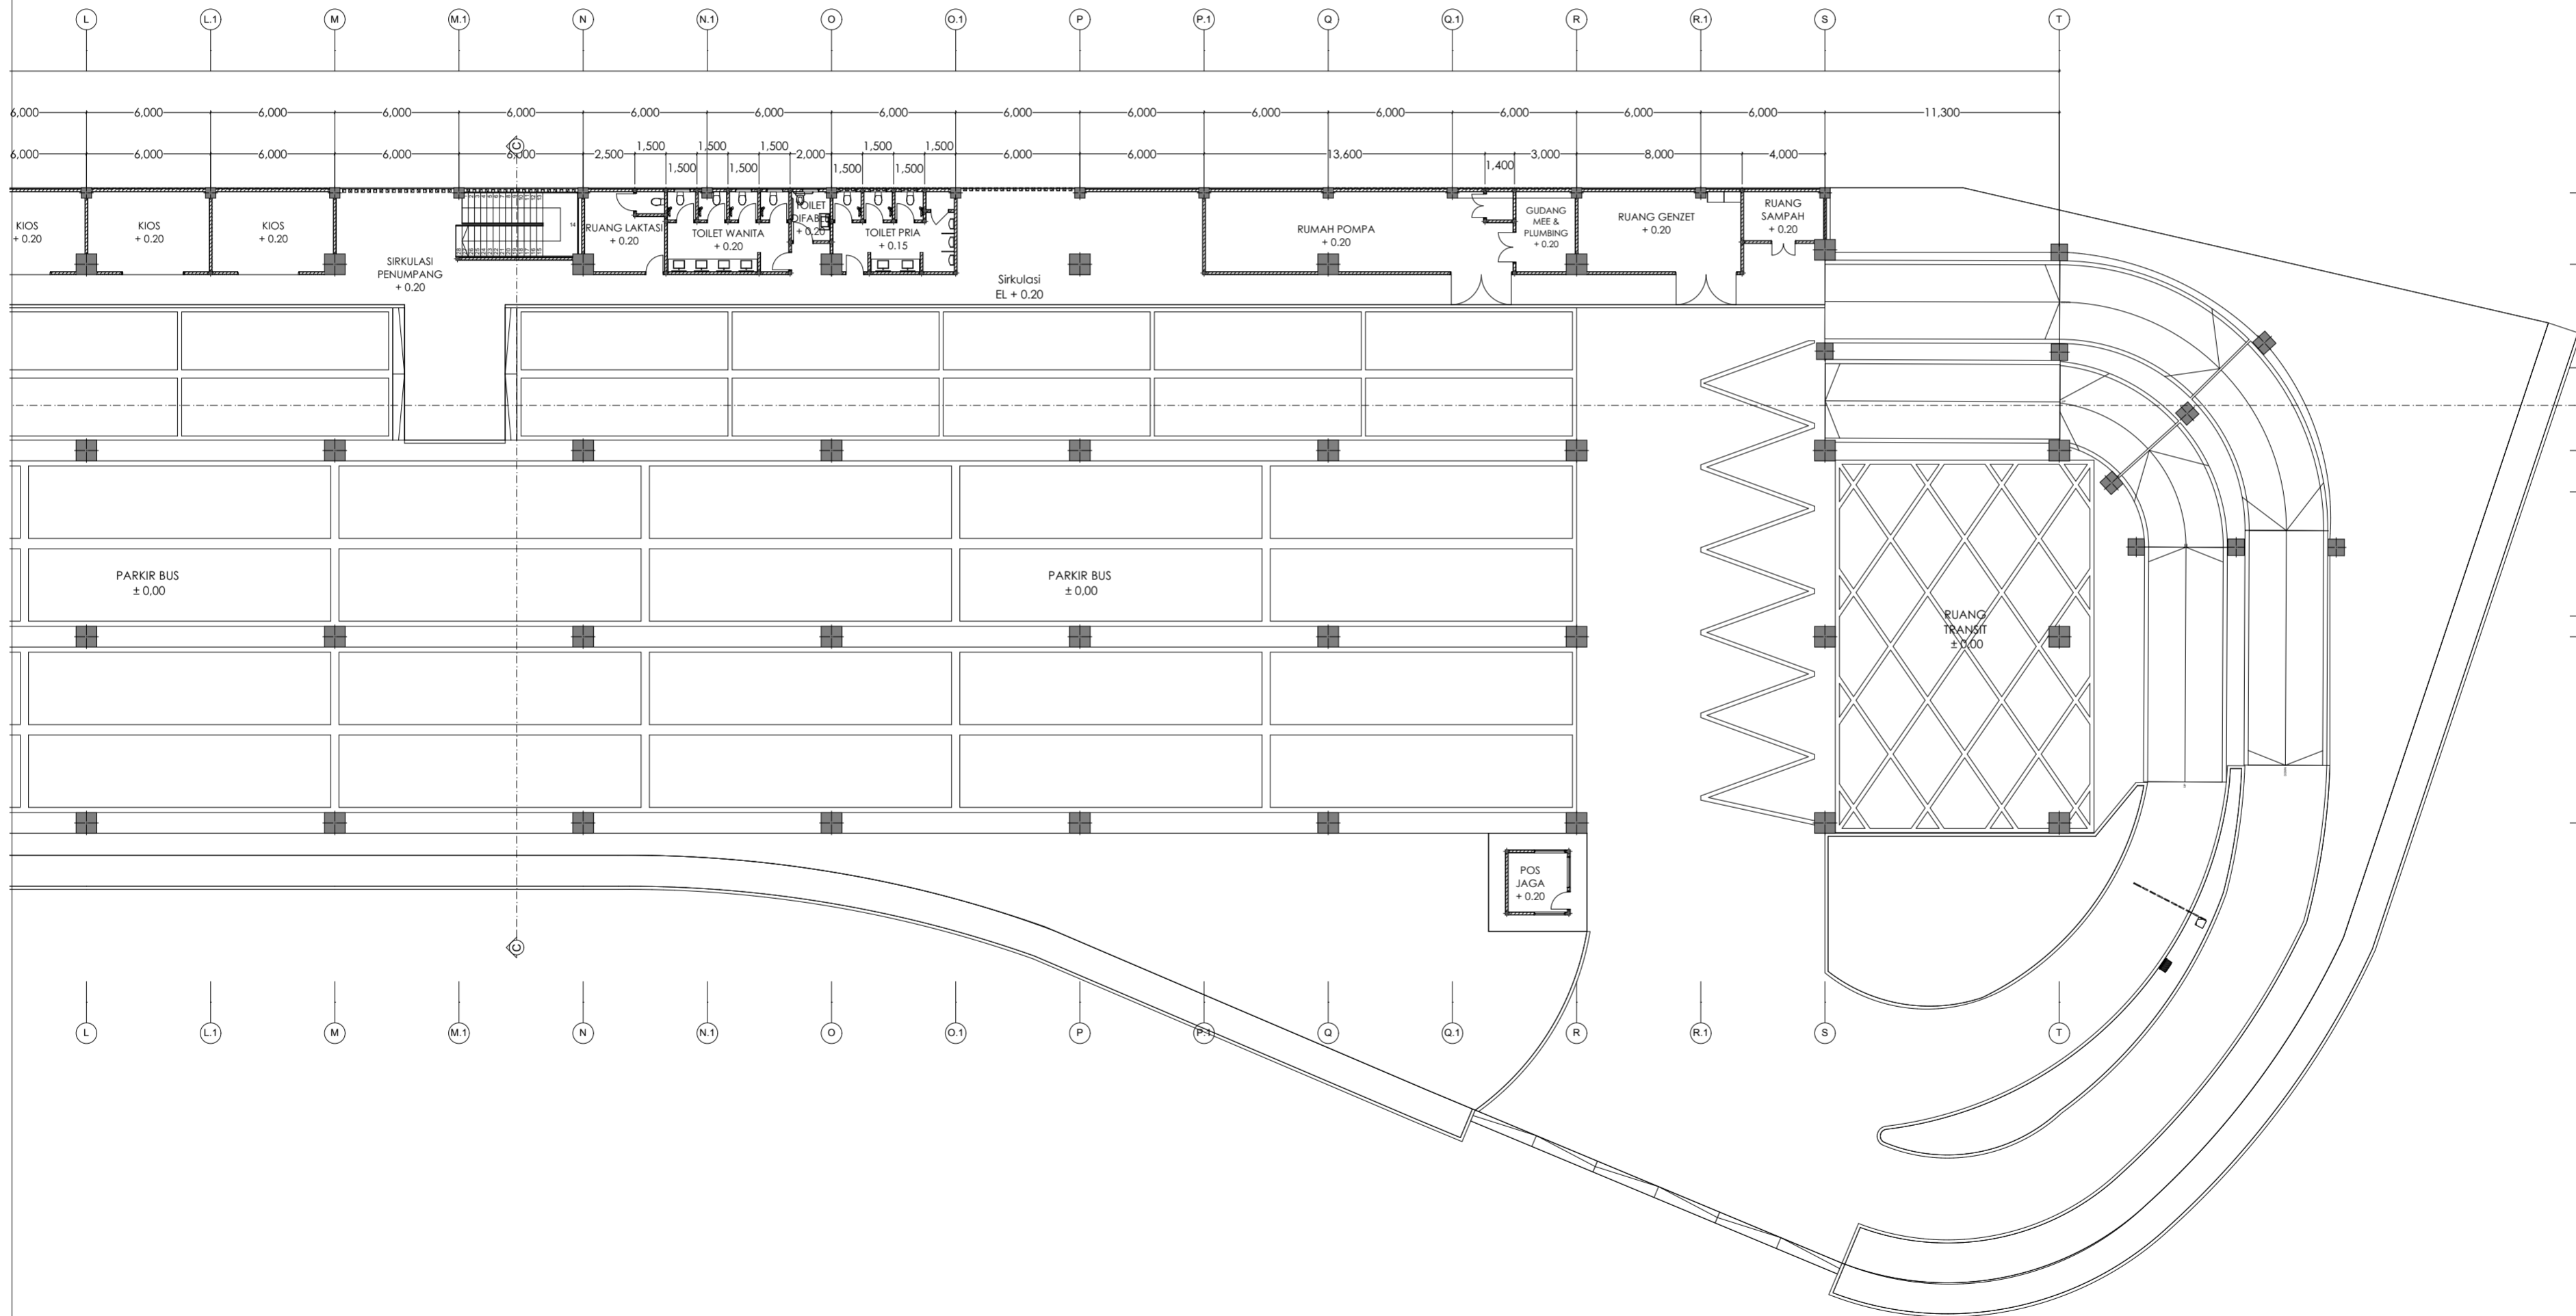 L L.1 M M.1 N N.1 O O.1 P P.1 Q Q.1 R R.1 S T
6,000 6,000 6,000 6,000 6,000 6,000 6,000 6,000 6,000 6,000 6,000 6,000 6,000 6,000 6,000 11,300
C
6,000 6,000 6,000 6,000 6,000 2,500 1,500 1,500 1,500 2,000 1,500 1,500 6,000 6,000 13,600 3,000 8,000 4,000
1,500 1,500 1,500 1,500 1,400
KIOS
+ 0.20
KIOS
+ 0.20
KIOS
+ 0.20
SIRKULASI
PENUMPANG
+ 0.20
14
RUANG LAKTASI
+ 0.20
TOILET WANITA
+ 0.20
TOILET
DIFABEL
+ 0.20
TOILET PRIA
+ 0.15
Sirkulasi
EL + 0.20
RUMAH POMPA
+ 0.20
GUDANG
MEE &
PLUMBING
+ 0.20
RUANG GENZET
+ 0.20
RUANG
SAMPAH
+ 0.20
PARKIR BUS
± 0,00
PARKIR BUS
± 0,00
RUANG
TRANSIT
± 0,00
POS
JAGA
+ 0.20
C
L L.1 M M.1 N N.1 O O.1 P P.1 Q Q.1 R R.1 S T